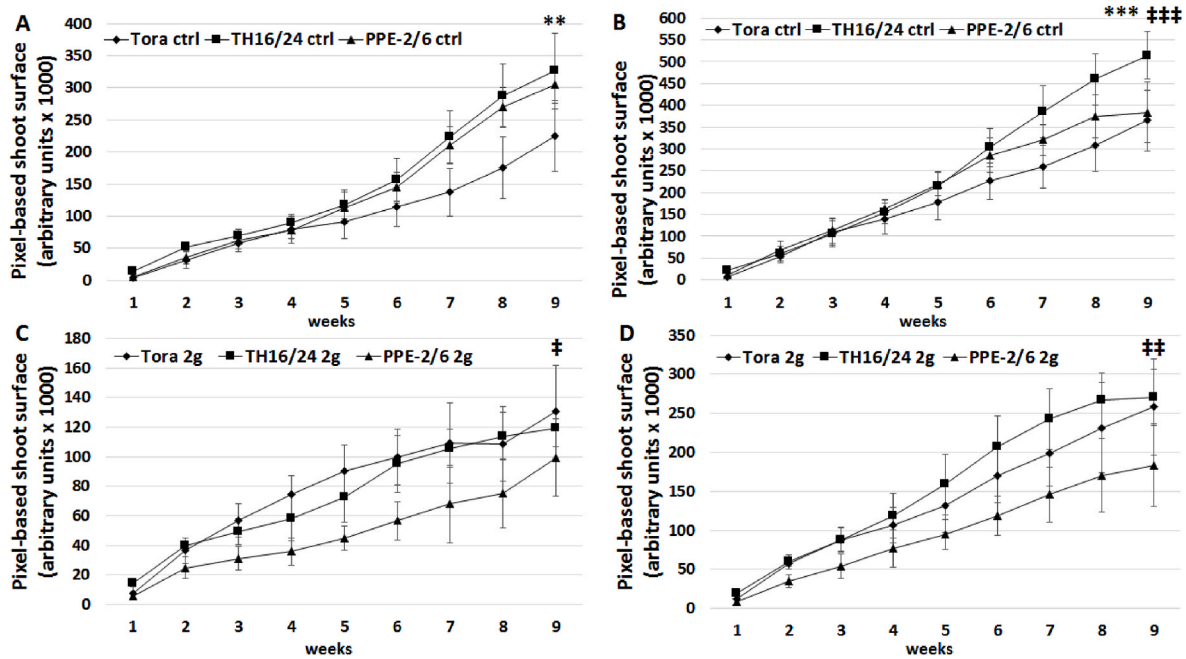 A
**
Tora ctrl TH16/24 ctrl PPE-2/6 ctrl
Pixel-based shoot surface
(arbitrary units x 1000)
400
350
300
250
200
150
100
50
0
1 2 3 4 5 6 7 8 9
weeks
B
*** ‡‡‡
Tora ctrl TH16/24 ctrl PPE-2/6 ctrl
Pixel-based shoot surface
(arbitrary units x 1000)
600
550
500
450
400
350
300
250
200
150
100
50
0
1 2 3 4 5 6 7 8 9
weeks
C
‡
Tora 2g TH16/24 2g PPE-2/6 2g
Pixel-based shoot surface
(arbitrary units x 1000)
180
160
140
120
100
80
60
40
20
0
1 2 3 4 5 6 7 8 9
weeks
D
‡‡
Tora 2g TH16/24 2g PPE-2/6 2g
Pixel-based shoot surface
(arbitrary units x 1000)
350
300
250
200
150
100
50
0
1 2 3 4 5 6 7 8 9
weeks